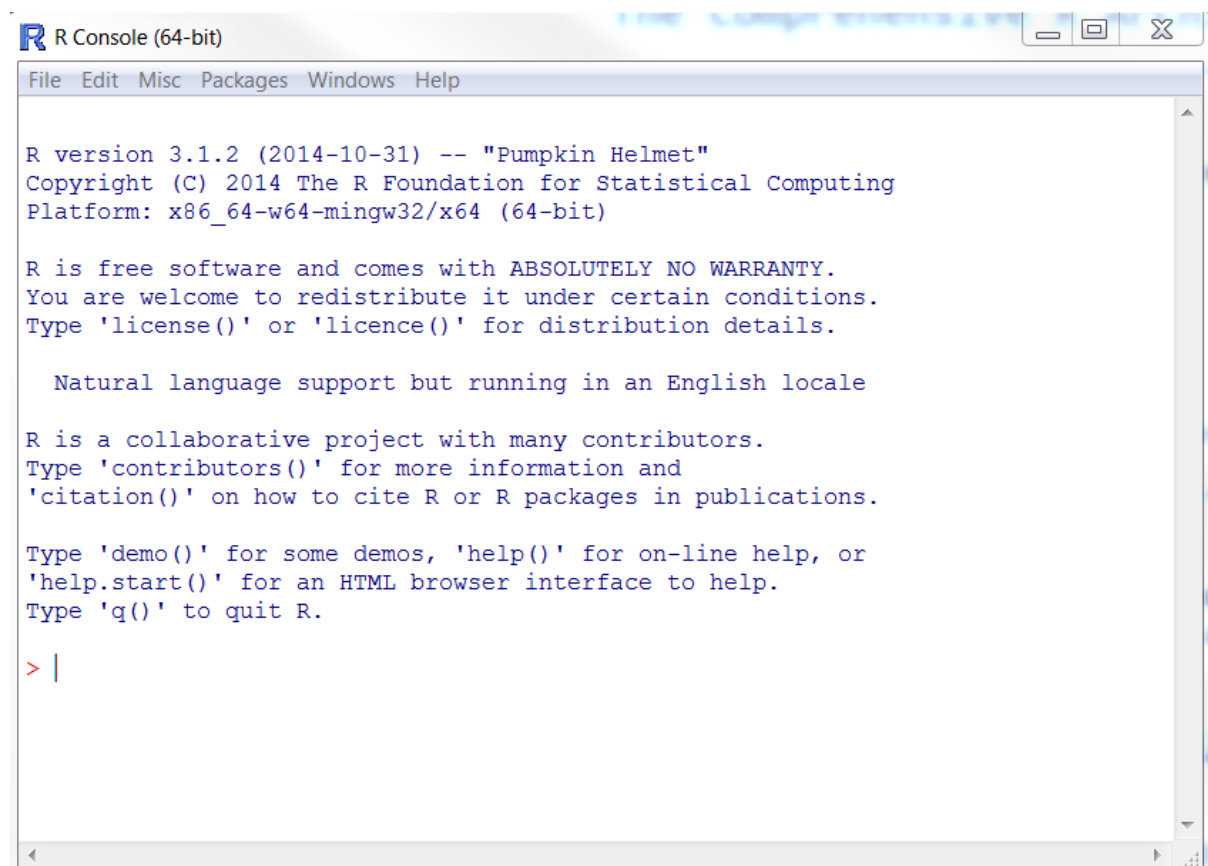 The Comprehensive R Arch
R Console (64-bit)
File Edit Misc Packages Windows Help
R version 3.1.2 (2014-10-31) -- "Pumpkin Helmet"
Copyright (C) 2014 The R Foundation for Statistical Computing
Platform: x86_64-w64-mingw32/x64 (64-bit)
R is free software and comes with ABSOLUTELY NO WARRANTY.
You are welcome to redistribute it under certain conditions.
Type 'license()' or 'licence()' for distribution details.
Natural language support but running in an English locale
R is a collaborative project with many contributors.
Type 'contributors()' for more information and
'citation()' on how to cite R or R packages in publications.
Type 'demo()' for some demos, 'help()' for on-line help, or
'help.start()' for an HTML browser interface to help.
Type 'q()' to quit R.
>